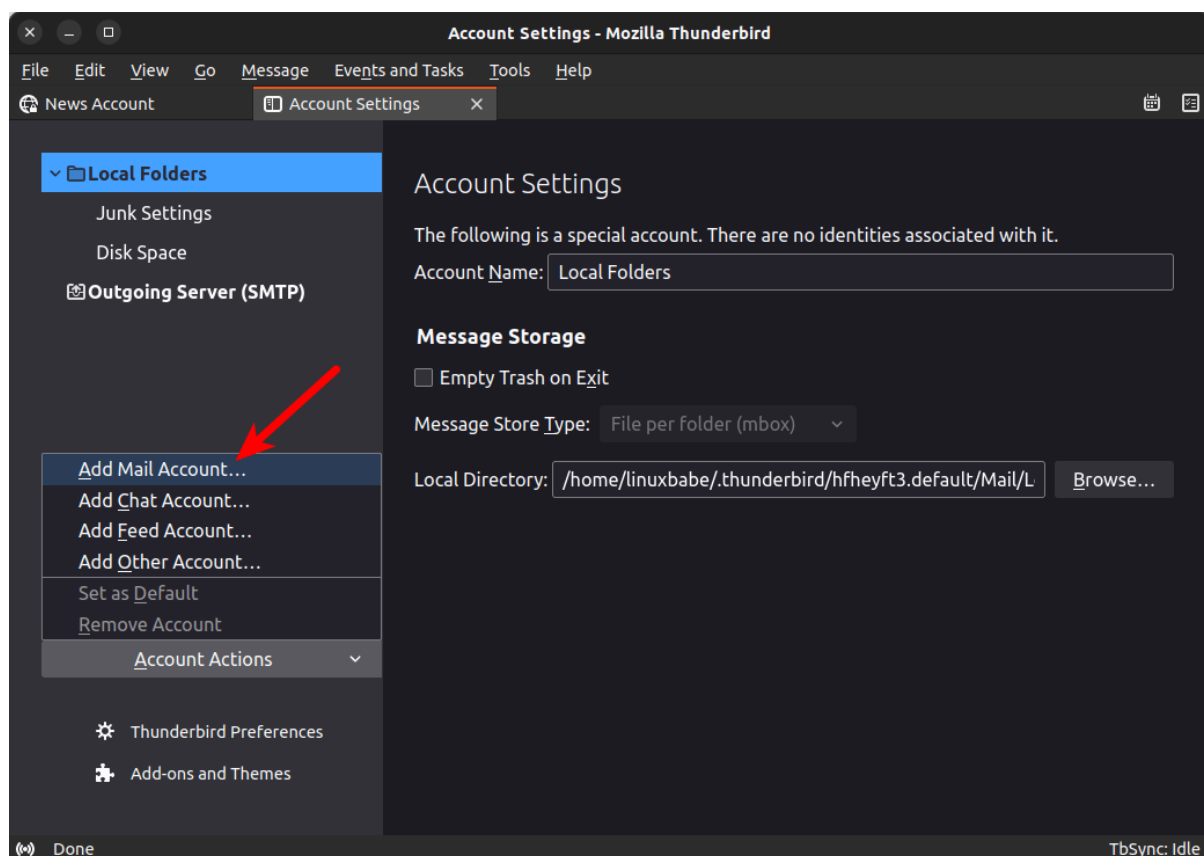 Account Settings - Mozilla Thunderbird
File Edit View Go Message Events and Tasks Tools Help
News Account
Account Settings
Local Folders
Junk Settings
Disk Space
Outgoing Server (SMTP)
Add Mail Account...
Add Chat Account...
Add Feed Account...
Add Other Account...
Set as Default
Remove Account
Account Actions
Thunderbird Preferences
Add-ons and Themes
Account Settings
The following is a special account. There are no identities associated with it.
Account Name: Local Folders
Message Storage
Empty Trash on Exit
Message Store Type: File per folder (mbox)
Local Directory: /home/linuxbabe/.thunderbird/hfheyft3.default/Mail/L Browse...
Done
TbSync: Idle